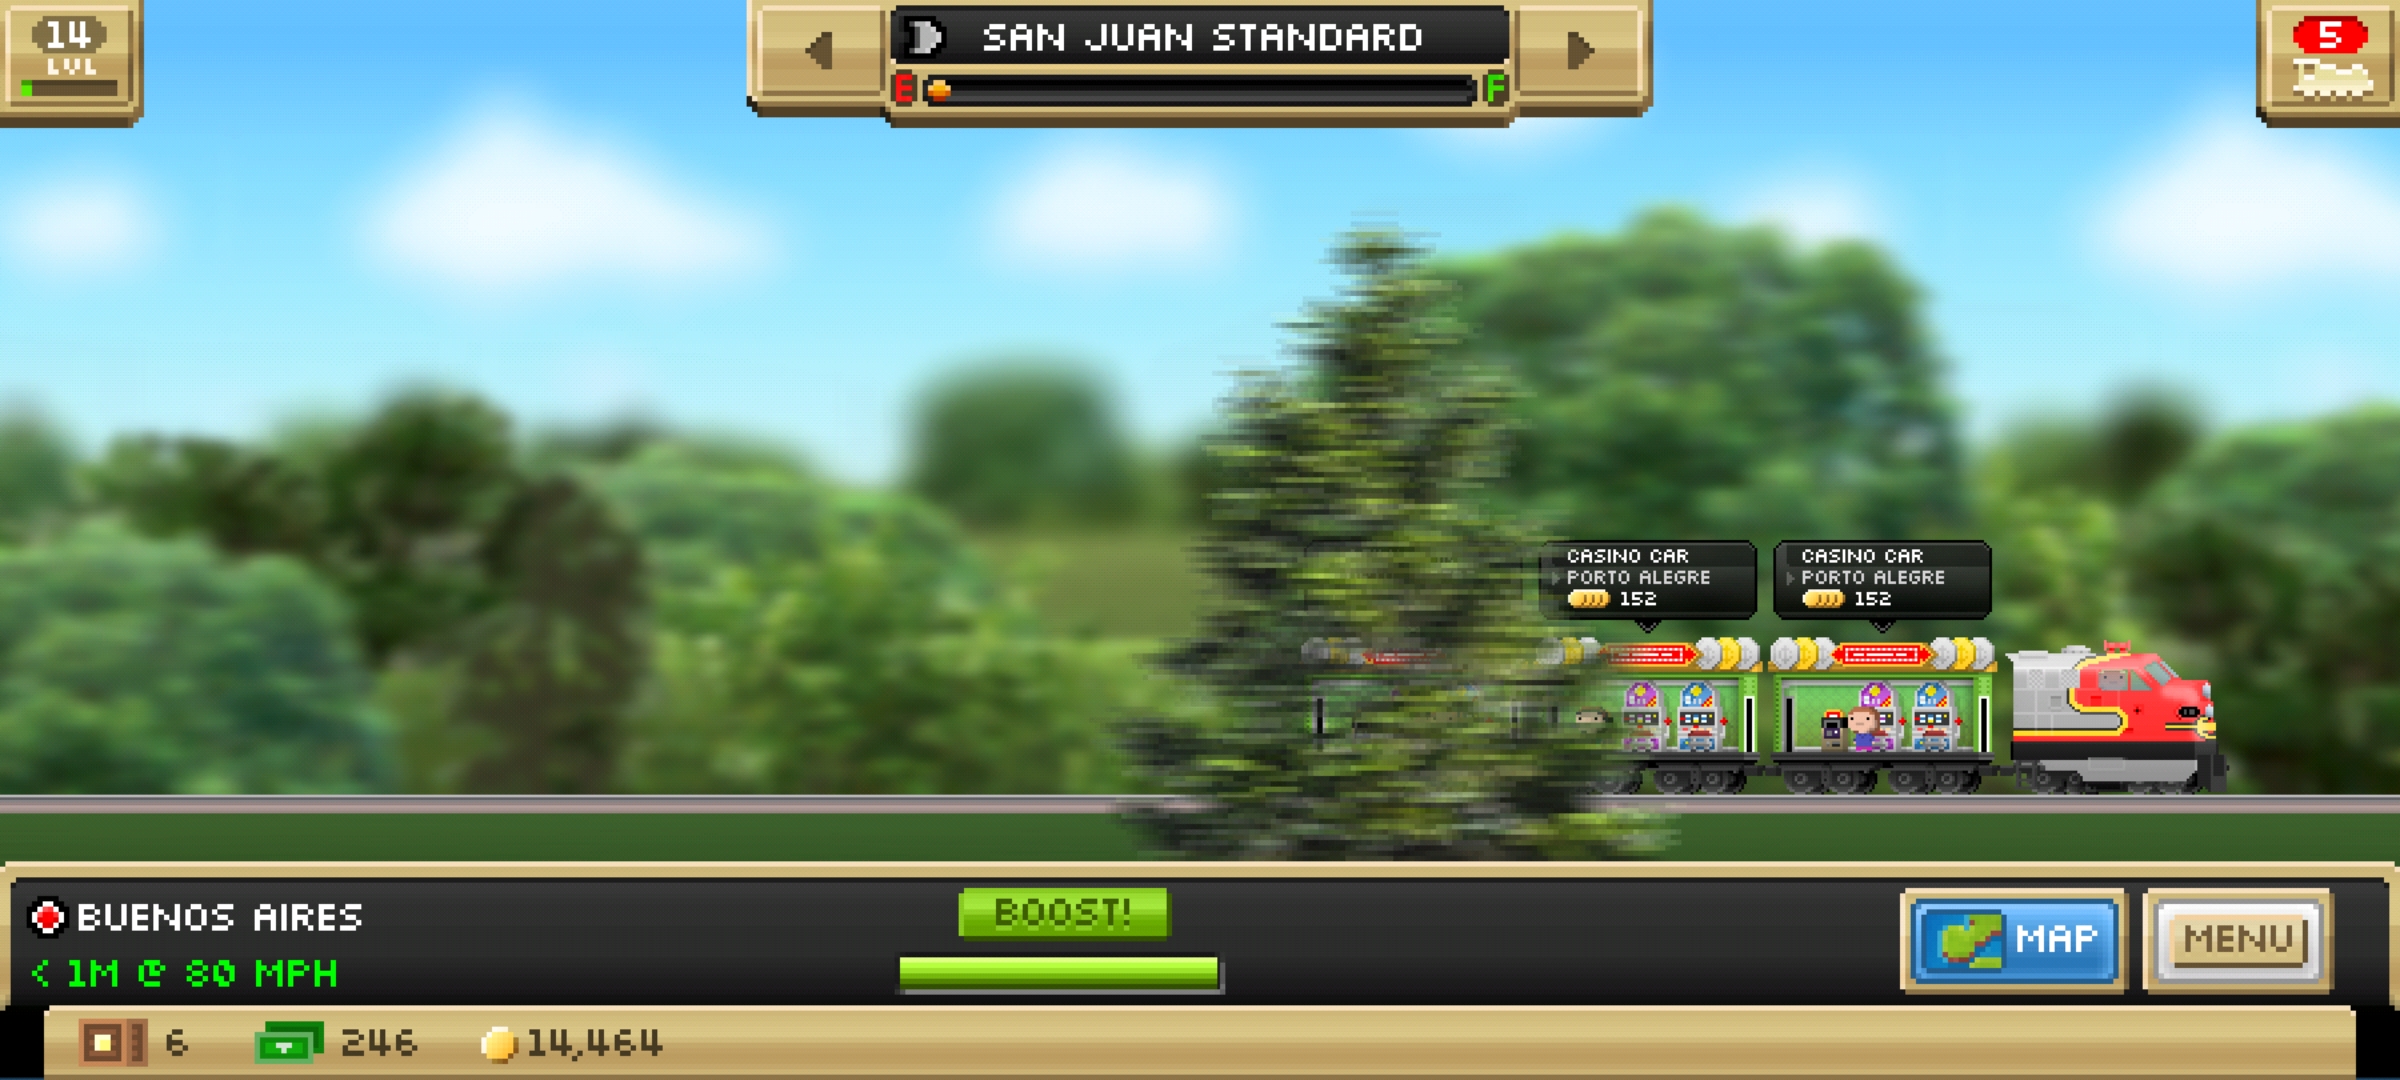 14
LVL
SAN JUAN STANDARD
E
F
5
CASINO CAR
PORTO ALEGRE
152
CASINO CAR
PORTO ALEGRE
152
BUENOS AIRES
< 1M @ 80 MPH
BOOST!
MAP
MENU
6
246
14,464